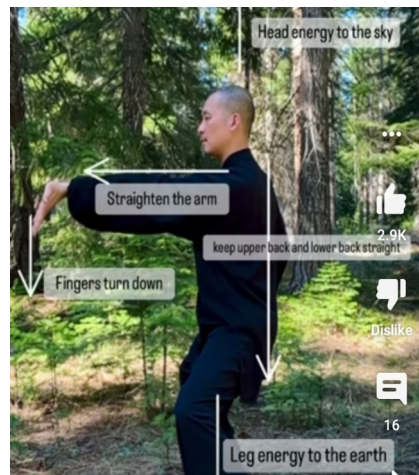 Head energy to the sky
Straighten the arm
2.9K
keep upper back and lower back straight
Fingers turn down
Dislike
16
Leg energy to the earth